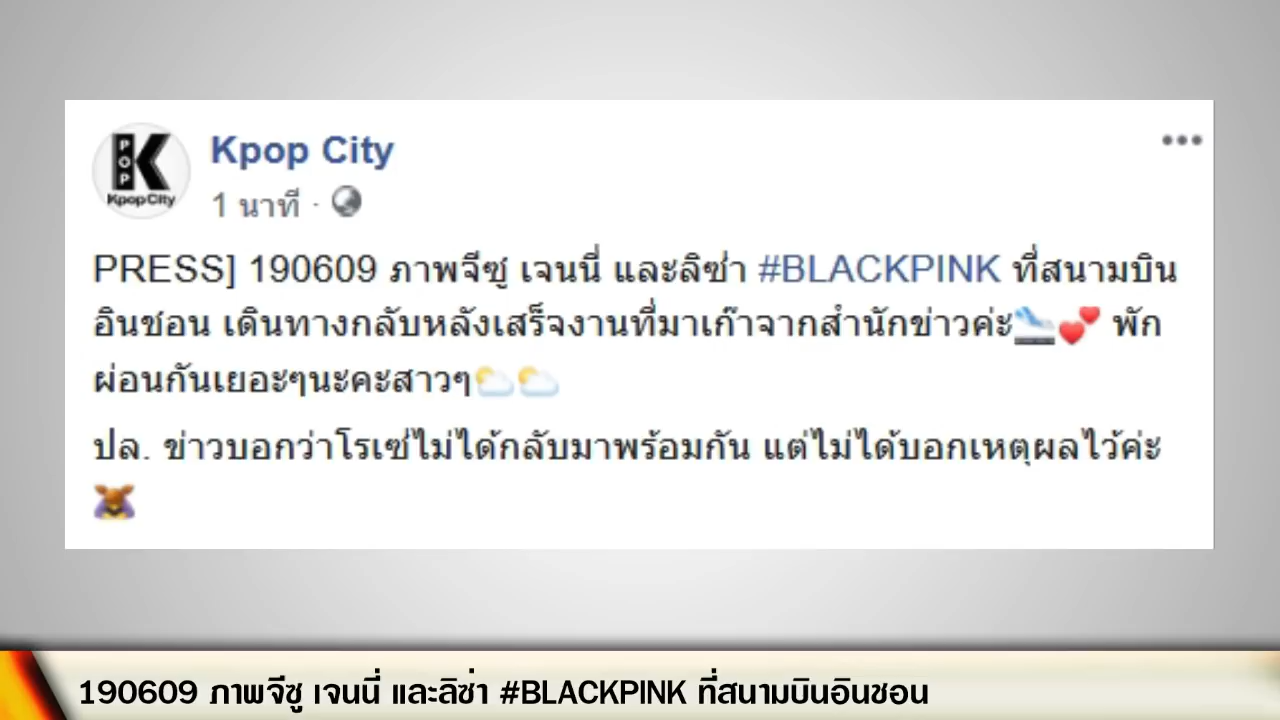 K
POP
KpopCity
Kpop City
1 นาที ·
PRESS] 190609 ภาพจีซู เจนนี่ และลิซ่า #BLACKPINK ที่สนามบิน
อินชอน เดินทางกลับหลังเสร็จงานที่มาเก๊าจากสำนักข่าวค่ะ🛬💕 พัก
ผ่อนกันเยอะๆนะคะสาวๆ🌤️🌤️
ปล. ข่าวบอกว่าโรเซ่ไม่ได้กลับมาพร้อมกัน แต่ไม่ได้บอกเหตุผลไว้ค่ะ
190609 ภาพจีซู เจนนี่ และลิซ่า #BLACKPINK ที่สนามบินอินชอน